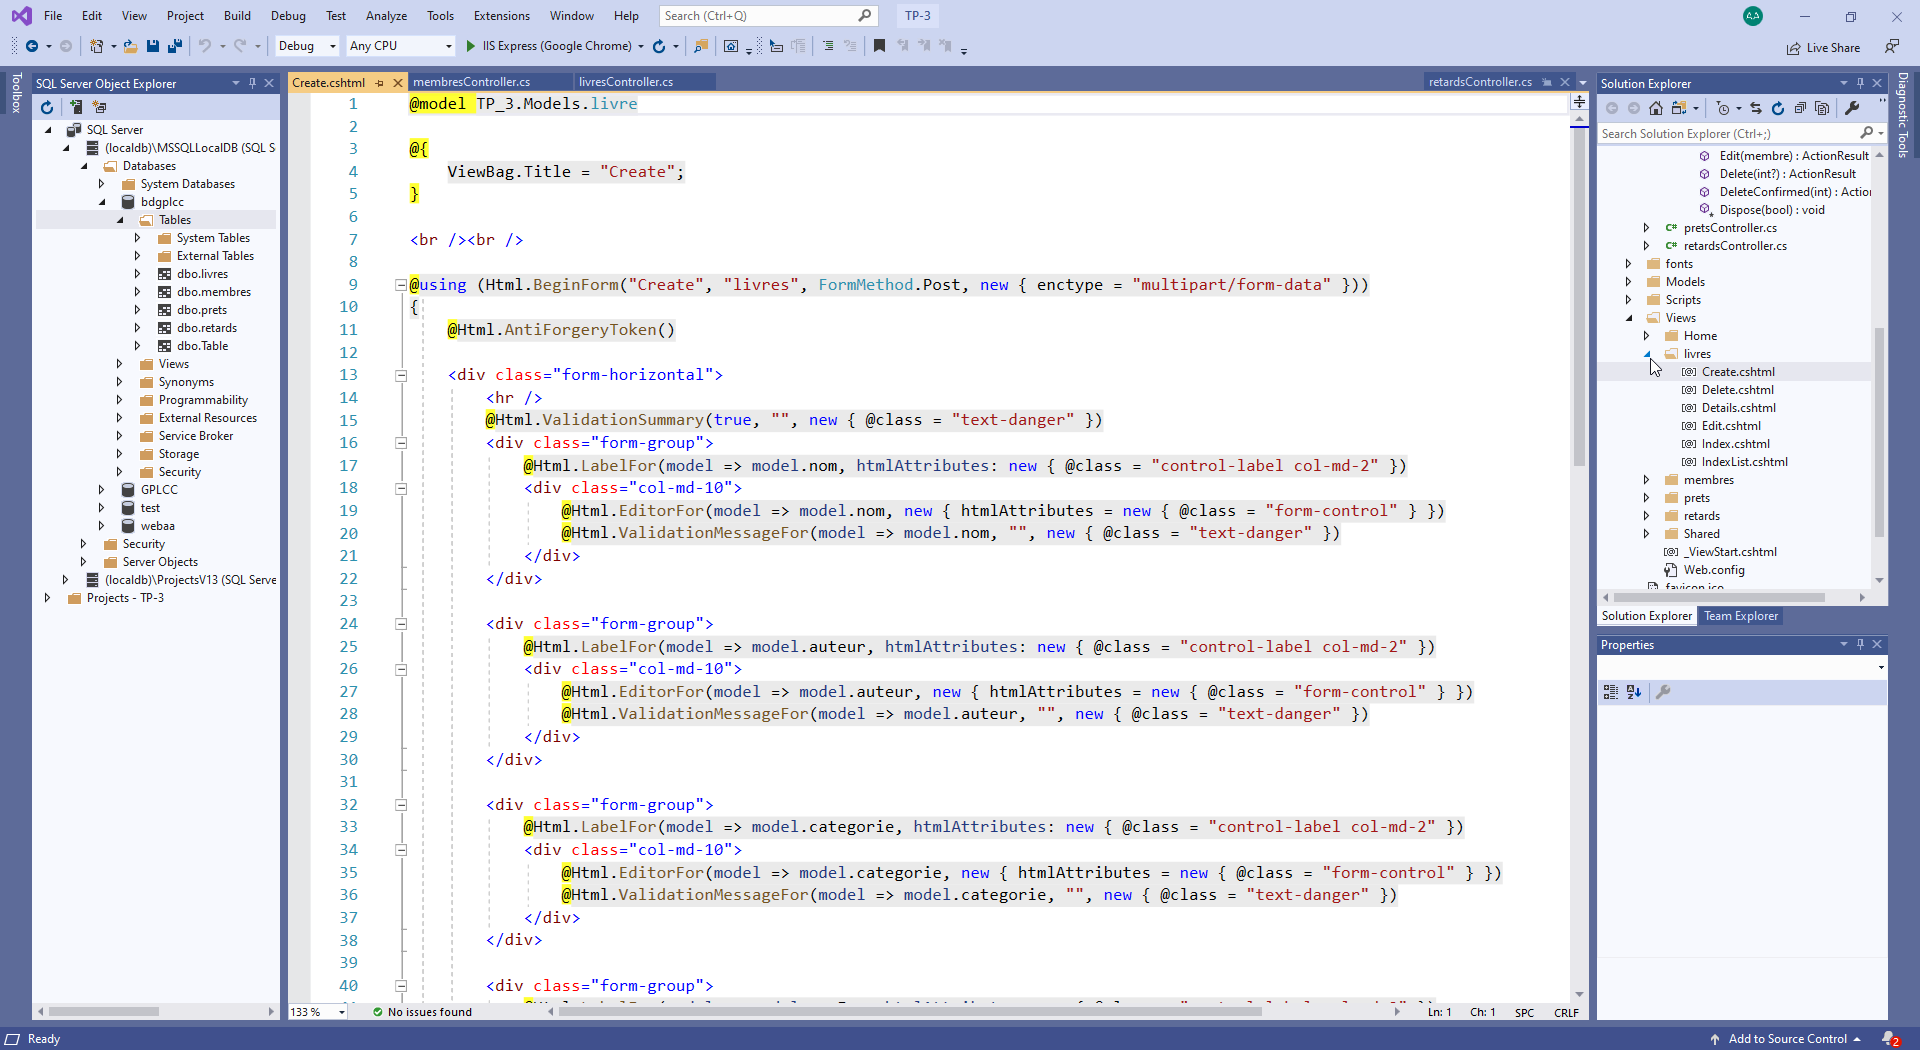 File Edit View Project Build Debug Test Analyze Tools Extensions Window Help Search (Ctrl+Q) TP-3 AA
Debug Any CPU IIS Express (Google Chrome) Live Share
Toolbox
SQL Server Object Explorer
SQL Server
(localdb)\MSSQLLocalDB (SQL S
Databases
System Databases
bdgplcc
Tables
System Tables
External Tables
dbo.livres
dbo.membres
dbo.prets
dbo.retards
dbo.Table
Views
Synonyms
Programmability
External Resources
Service Broker
Storage
Security
GPLCC
test
webaa
Security
Server Objects
(localdb)\ProjectsV13 (SQL Serve
Projects - TP-3
Create.cshtml membresController.cs livresController.cs retardsController.cs
1 @model TP_3.Models.livre
2
3 @{
4 ViewBag.Title = "Create";
5 }
6
7 <br /><br />
8
9 @using (Html.BeginForm("Create", "livres", FormMethod.Post, new { enctype = "multipart/form-data" }))
10 {
11 @Html.AntiForgeryToken()
12
13 <div class="form-horizontal">
14 <hr />
15 @Html.ValidationSummary(true, "", new { @class = "text-danger" })
16 <div class="form-group">
17 @Html.LabelFor(model => model.nom, htmlAttributes: new { @class = "control-label col-md-2" })
18 <div class="col-md-10">
19 @Html.EditorFor(model => model.nom, new { htmlAttributes = new { @class = "form-control" } })
20 @Html.ValidationMessageFor(model => model.nom, "", new { @class = "text-danger" })
21 </div>
22 </div>
23
24 <div class="form-group">
25 @Html.LabelFor(model => model.auteur, htmlAttributes: new { @class = "control-label col-md-2" })
26 <div class="col-md-10">
27 @Html.EditorFor(model => model.auteur, new { htmlAttributes = new { @class = "form-control" } })
28 @Html.ValidationMessageFor(model => model.auteur, "", new { @class = "text-danger" })
29 </div>
30 </div>
31
32 <div class="form-group">
33 @Html.LabelFor(model => model.categorie, htmlAttributes: new { @class = "control-label col-md-2" })
34 <div class="col-md-10">
35 @Html.EditorFor(model => model.categorie, new { htmlAttributes = new { @class = "form-control" } })
36 @Html.ValidationMessageFor(model => model.categorie, "", new { @class = "text-danger" })
37 </div>
38 </div>
39
40 <div class="form-group">
133 % No issues found Ln: 1 Ch: 1 SPC CRLF
Solution Explorer
Search Solution Explorer (Ctrl+;)
Edit(membre) : ActionResult
Delete(int?) : ActionResult
DeleteConfirmed(int) : Actio
Dispose(bool) : void
C# pretsController.cs
C# retardsController.cs
fonts
Models
Scripts
Views
Home
livres
[@] Create.cshtml
[@] Delete.cshtml
[@] Details.cshtml
[@] Edit.cshtml
[@] Index.cshtml
[@] IndexList.cshtml
membres
prets
retards
Shared
[@] _ViewStart.cshtml
Web.config
favicon.ico
Solution Explorer Team Explorer
Properties
Diagnostic Tools
Ready Add to Source Control 2